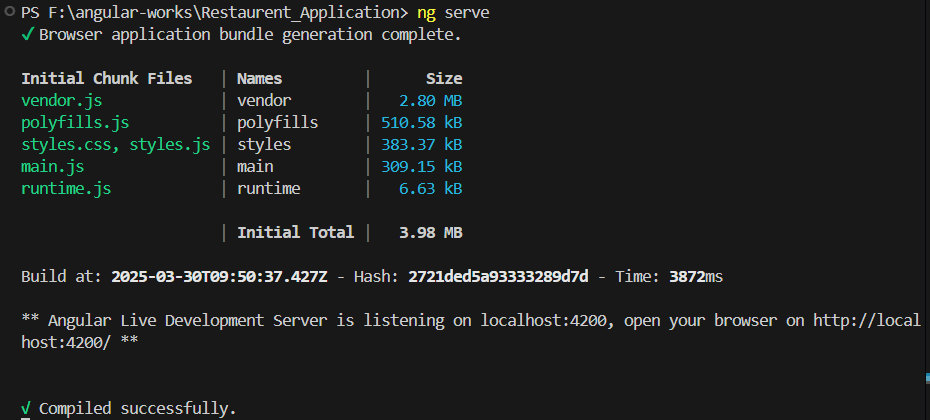 PS F:\angular-works\Restaurent_Application> ng serve
✓ Browser application bundle generation complete.
Initial Chunk Files | Names | Size
vendor.js | vendor | 2.80 MB
polyfills.js | polyfills | 510.58 kB
styles.css, styles.js | styles | 383.37 kB
main.js | main | 309.15 kB
runtime.js | runtime | 6.63 kB
| Initial Total | 3.98 MB
Build at: 2025-03-30T09:50:37.427Z - Hash: 2721ded5a93333289d7d - Time: 3872ms
** Angular Live Development Server is listening on localhost:4200, open your browser on http://local
host:4200/ **
√ Compiled successfully.